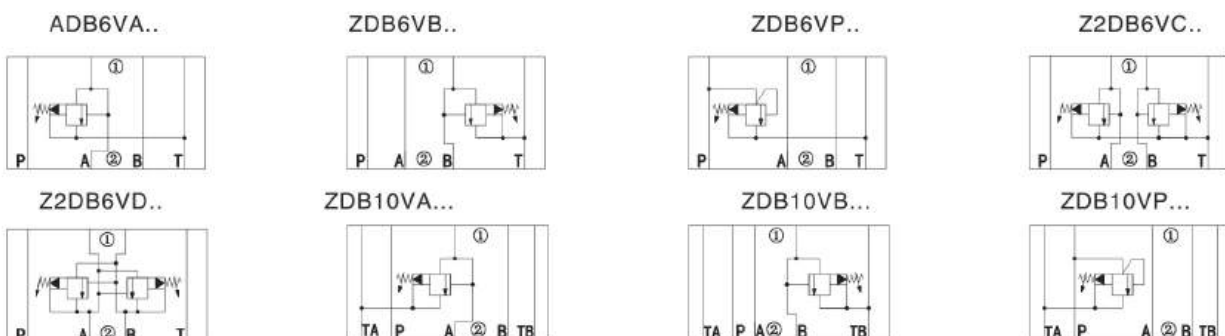 ADB6VA.. ZDB6VB.. ZDB6VP.. Z2DB6VC..
① ① ① ①
P A ② B T P A ② B T P A ② B T P A ② B T
Z2DB6VD.. ZDB10VA... ZDB10VB... ZDB10VP...
① ① ① ①
P A ② B T TA P A ② B TB TA P A ② B TB TA P A ② B TB